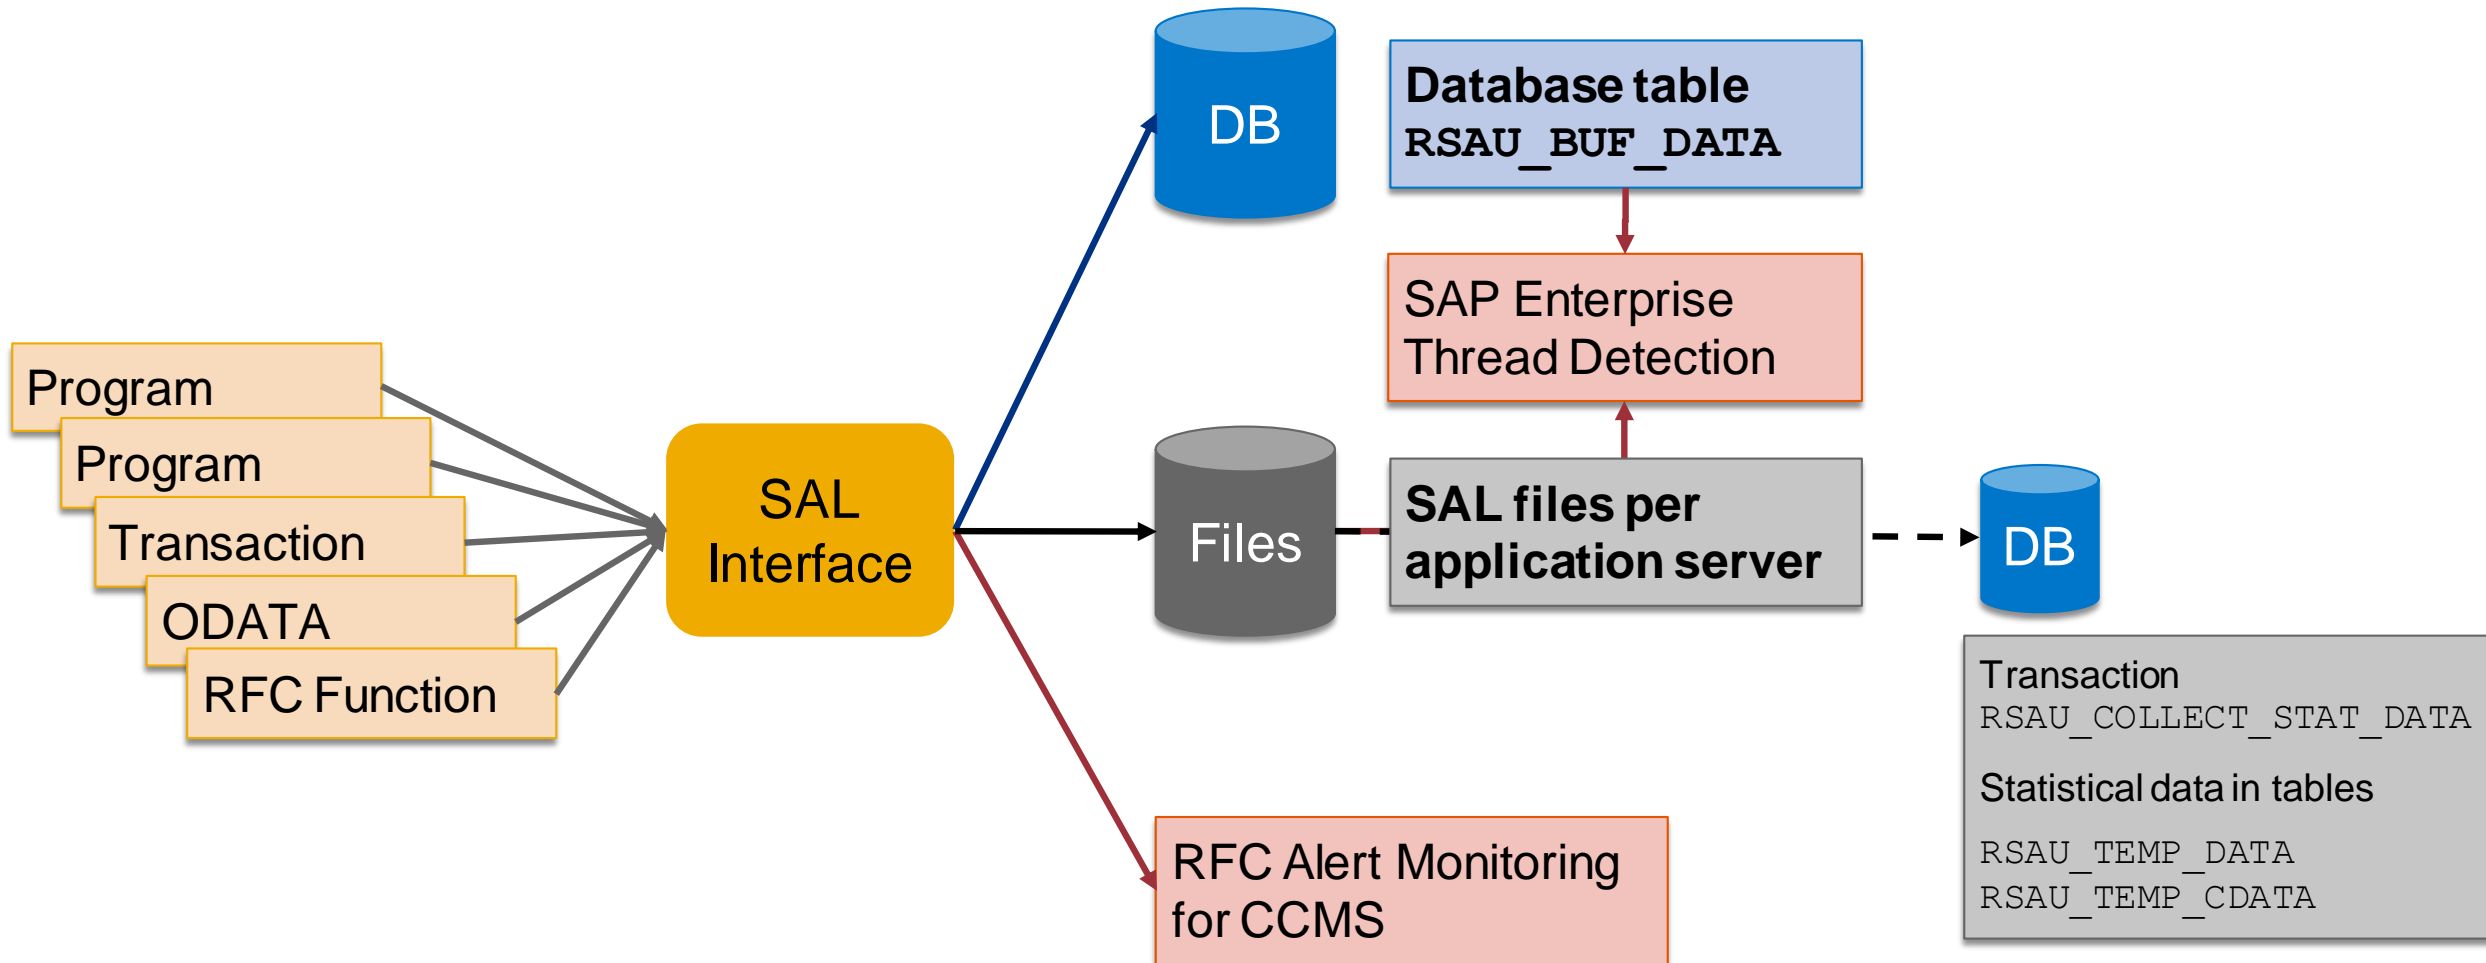 Program
Program
Transaction
ODATA
RFC Function
SAL
Interface
DB
Database table
RSAU_BUF_DATA
SAP Enterprise
Thread Detection
Files
SAL files per
application server
DB
Transaction
RSAU_COLLECT_STAT_DATA
Statistical data in tables
RSAU_TEMP_DATA
RSAU_TEMP_CDATA
RFC Alert Monitoring
for CCMS